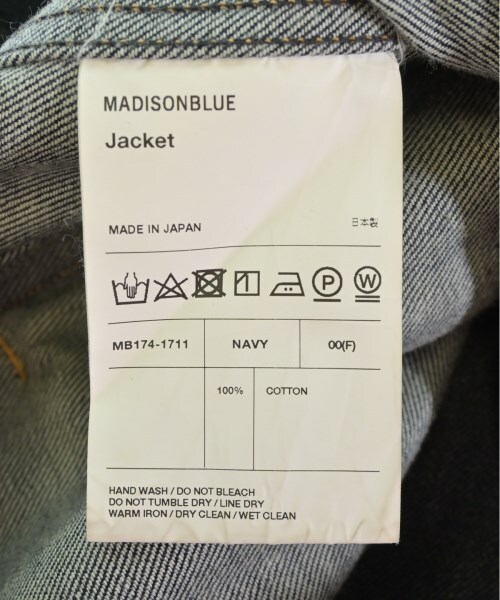 MADISONBLUE
Jacket
MADE IN JAPAN 日本製
P W
MB174-1711 NAVY 00(F)
100% COTTON
HAND WASH / DO NOT BLEACH
DO NOT TUMBLE DRY / LINE DRY
WARM IRON / DRY CLEAN / WET CLEAN